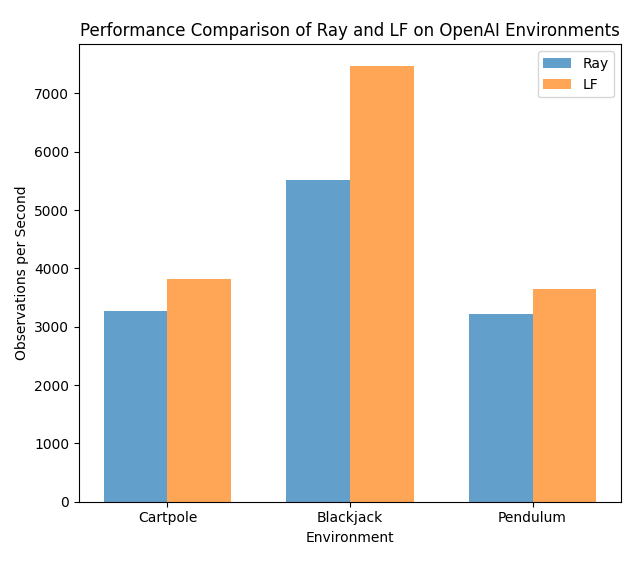 Performance Comparison of Ray and LF on OpenAI Environments
Ray
LF
Observations per Second
7000
6000
5000
4000
3000
2000
1000
0
Cartpole
Blackjack
Pendulum
Environment